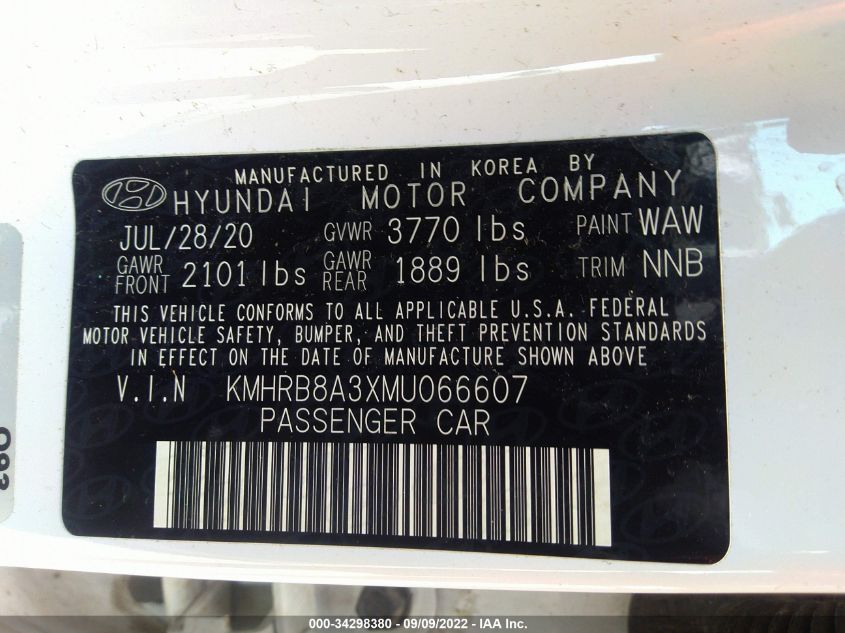 MANUFACTURED IN KOREA BY
HYUNDAI MOTOR COMPANY
JUL/28/20 GVWR 3770 lbs PAINT WAW
GAWR FRONT 2101 lbs GAWR REAR 1889 lbs TRIM NNB
THIS VEHICLE CONFORMS TO ALL APPLICABLE U.S.A. FEDERAL
MOTOR VEHICLE SAFETY, BUMPER, AND THEFT PREVENTION STANDARDS
IN EFFECT ON THE DATE OF MANUFACTURE SHOWN ABOVE
V.I.N KMHRB8A3XMU066607
PASSENGER CAR
000-34298380 - 09/09/2022 - IAA Inc.